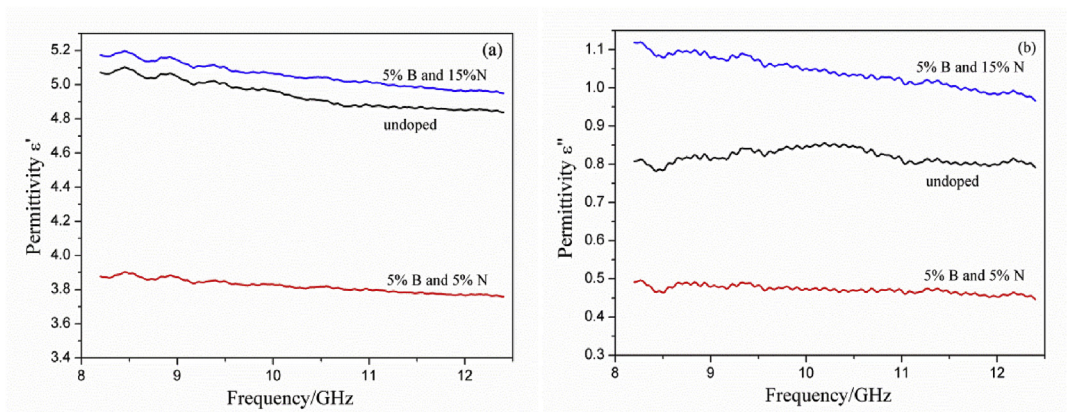 (a)
5.2
5.0
4.8
4.6
4.4
4.2
4.0
3.8
3.6
3.4
Permittivity ε'
5% B and 15%N
undoped
5% B and 5% N
8 9 10 11 12
Frequency/GHz
(b)
1.1
1.0
0.9
0.8
0.7
0.6
0.5
0.4
0.3
Permittivity ε"
5% B and 15% N
undoped
5% B and 5% N
8 9 10 11 12
Frequency/GHz